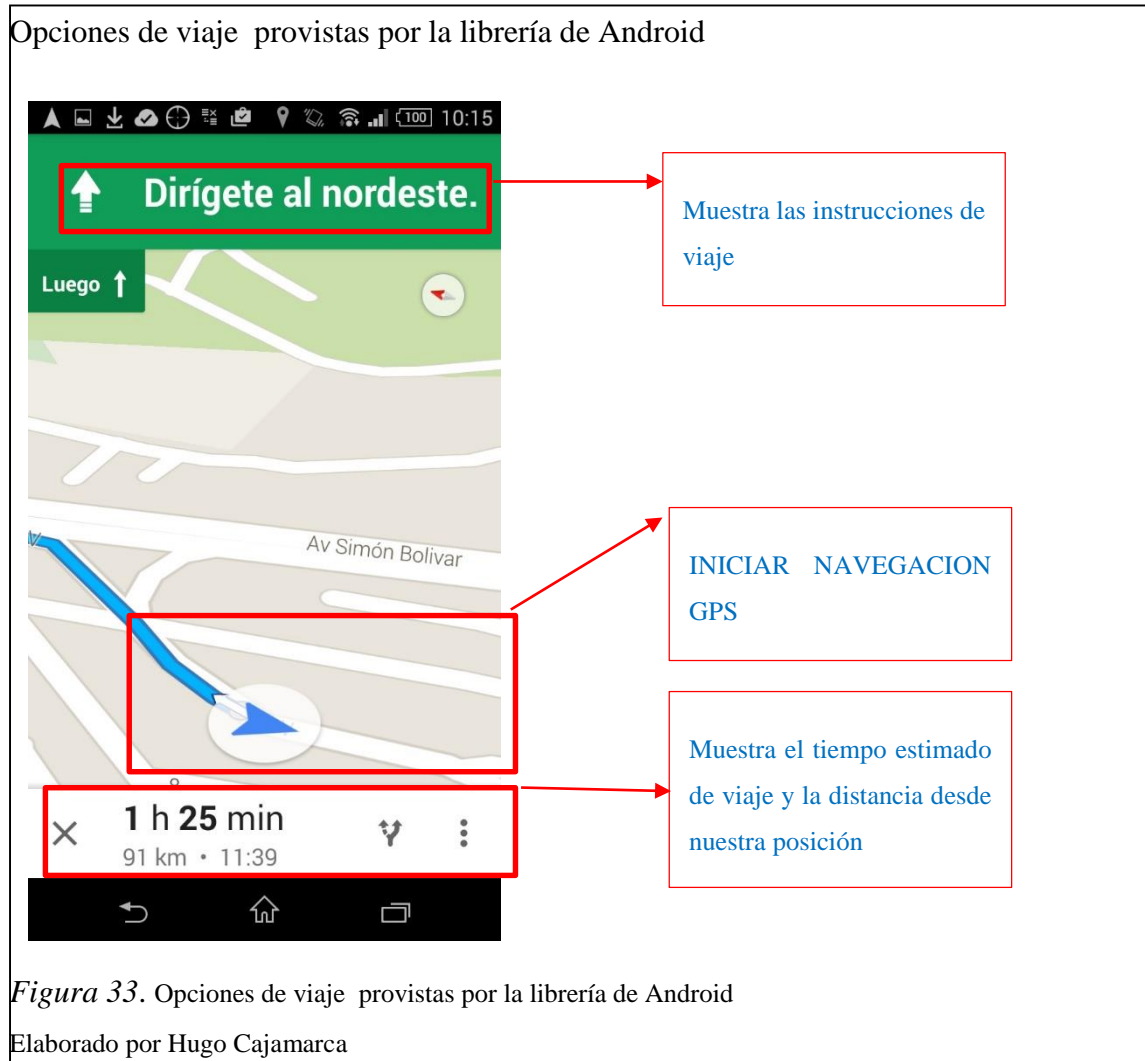 Opciones de viaje  provistas por la librería de Android
100 10:15
Dirígete al nordeste.
Muestra las instrucciones de
viaje
Luego
Av Simón Bolivar
INICIAR NAVEGACION
GPS
Muestra el tiempo estimado
de viaje y la distancia desde
nuestra posición
1 h 25 min
91 km • 11:39
Figura 33. Opciones de viaje  provistas por la librería de Android
Elaborado por Hugo Cajamarca